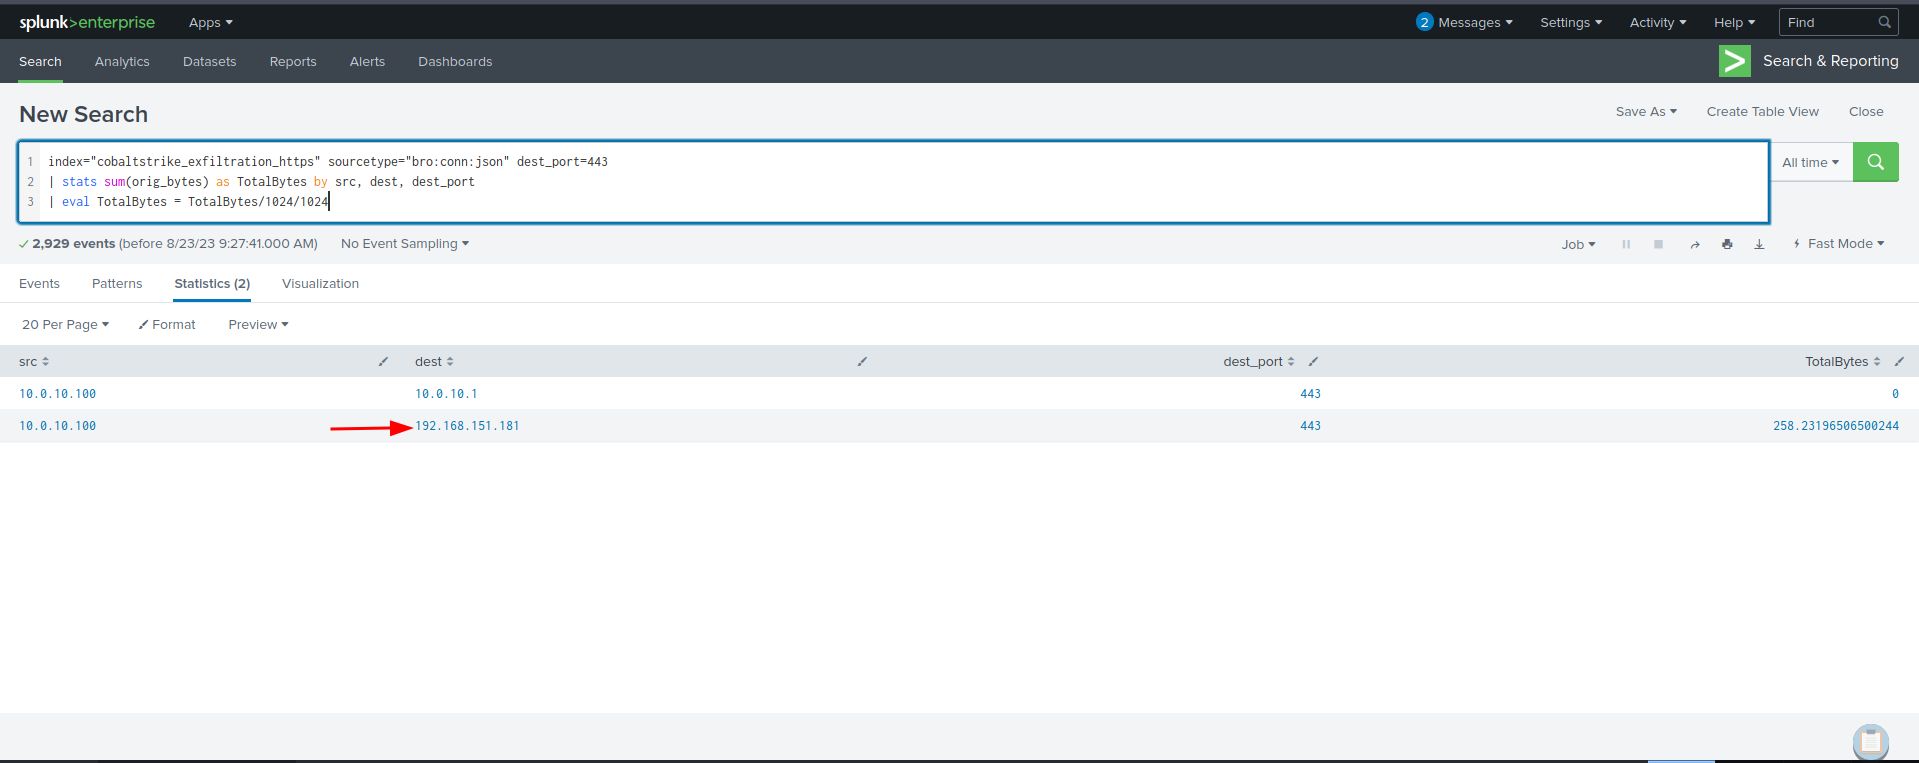 splunk>enterprise Apps 2 Messages Settings Activity Help Find
Search Analytics Datasets Reports Alerts Dashboards > Search & Reporting
New Search Save As Create Table View Close
1 index="cobaltstrike_exfiltration_https" sourcetype="bro:conn:json" dest_port=443
All time
2 | stats sum(orig_bytes) as TotalBytes by src, dest, dest_port
3 | eval TotalBytes = TotalBytes/1024/1024
2,929 events (before 8/23/23 9:27:41.000 AM) No Event Sampling Job Fast Mode
Events Patterns Statistics (2) Visualization
20 Per Page Format Preview
src dest dest_port TotalBytes
10.0.10.100 10.0.10.1 443 0
10.0.10.100 192.168.151.181 443 258.23196506500244